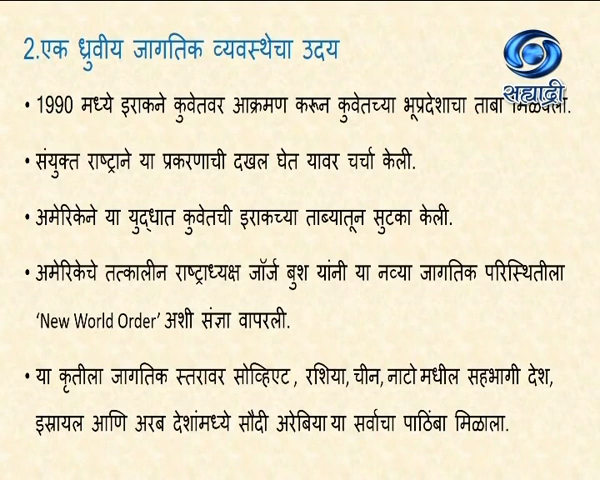 2.एक ध्रुवीय जागतिक व्यवस्थेचा उदय
सह्याद्री
• 1990 मध्ये इराकने कुवेतवर आक्रमण करून कुवेतच्या भूप्रदेशाचा ताबा मिळवला.
• संयुक्त राष्ट्राने या प्रकरणाची दखल घेत यावर चर्चा केली.
• अमेरिकेने या युद्धात कुवेतची इराकच्या ताब्यातून सुटका केली.
• अमेरिकेचे तत्कालीन राष्ट्राध्यक्ष जॉर्ज बुश यांनी या नव्या जागतिक परिस्थितीला
‘New World Order’ अशी संज्ञा वापरली.
• या कृतीला जागतिक स्तरावर सोव्हिएट , रशिया, चीन, नाटो मधील सहभागी देश,
इस्रायल आणि अरब देशांमध्ये सौदी अरेबिया या सर्वाचा पाठिंबा मिळाला.